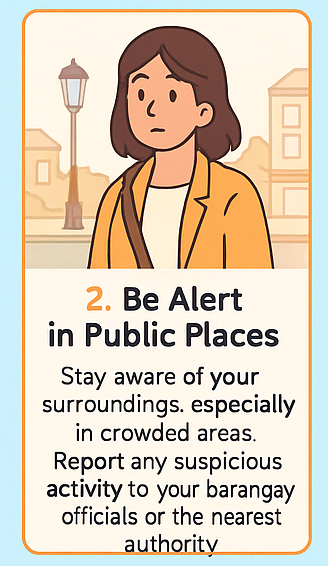 2. Be Alert
in Public Places
Stay aware of your
surroundings. especially
in crowded areas.
Report any suspicious
activity to your barangay
officials or the nearest
authority